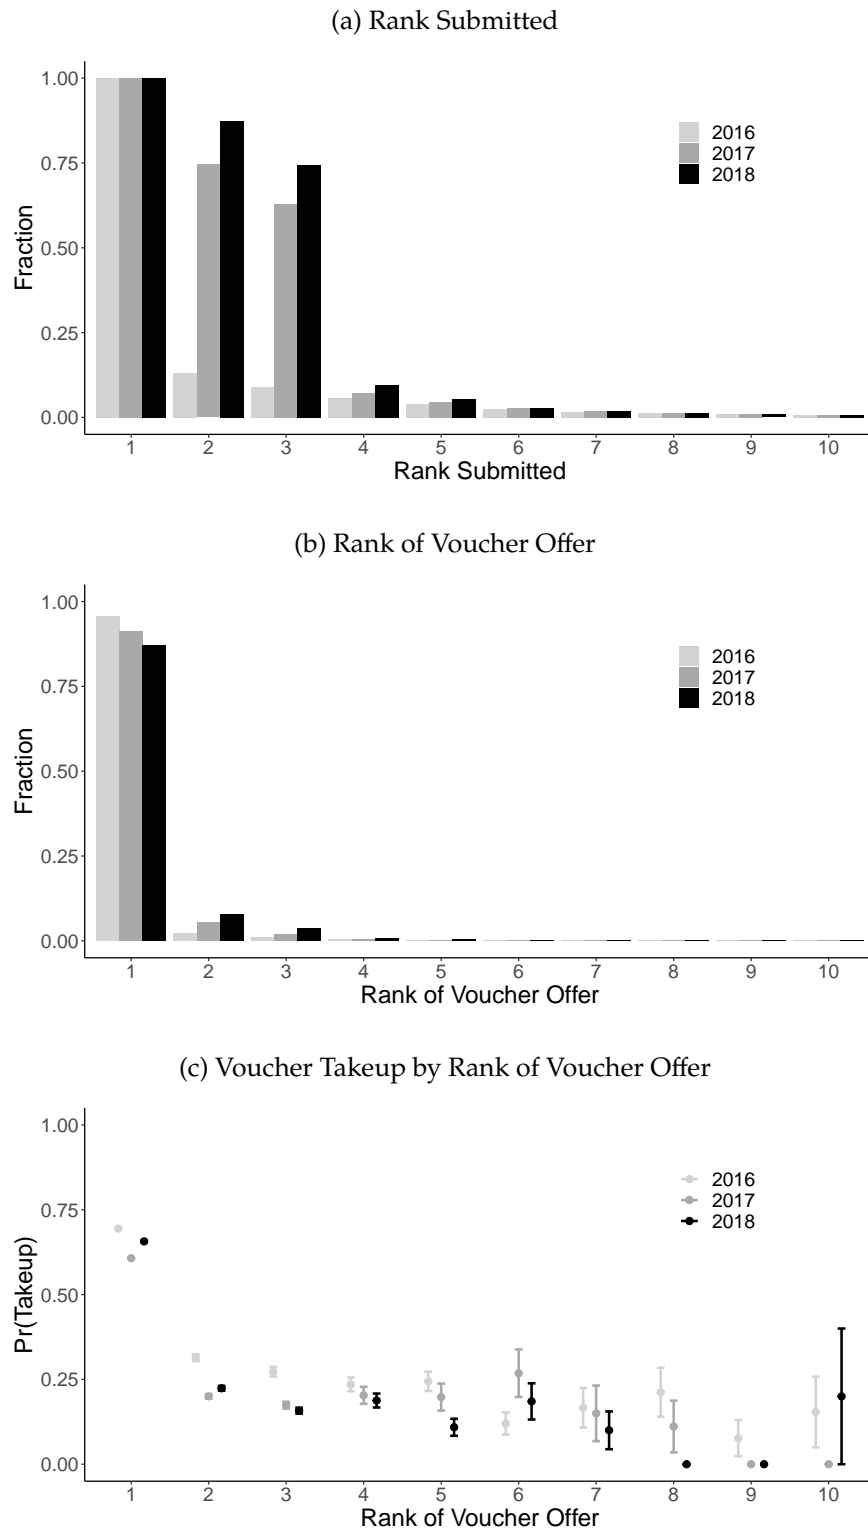 (a) Rank Submitted
1.00
0.75
0.50
0.25
0.00
Fraction
2016
2017
2018
1 2 3 4 5 6 7 8 9 10
Rank Submitted
(b) Rank of Voucher Offer
1.00
0.75
0.50
0.25
0.00
Fraction
2016
2017
2018
1 2 3 4 5 6 7 8 9 10
Rank of Voucher Offer
(c) Voucher Takeup by Rank of Voucher Offer
1.00
0.75
0.50
0.25
0.00
Pr(Takeup)
2016
2017
2018
1 2 3 4 5 6 7 8 9 10
Rank of Voucher Offer